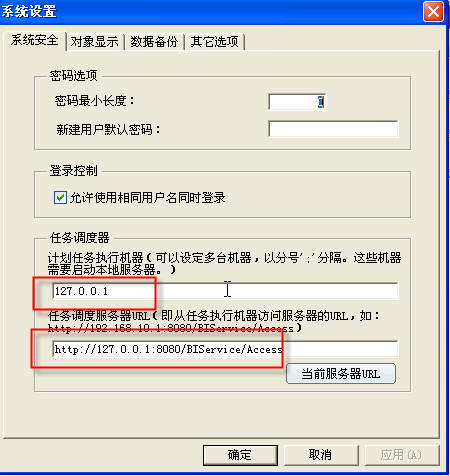 系统设置
系统安全 对象显示 数据备份 其它选项
密码选项
密码最小长度：
新建用户默认密码：
登录控制
允许使用相同用户名同时登录
任务调度器
计划任务执行机器(可以设定多台机器，以分号';'分隔。这些机器
需要启动本地服务器。)
127.0.0.1
任务调度服务器URL(即从任务执行机器访问服务器的URL，如：
http://192.168.10.1:8080/BIService/Access)
http://127.0.0.1:8080/BIService/Access
当前服务器URL
确定 取消 应用(A)